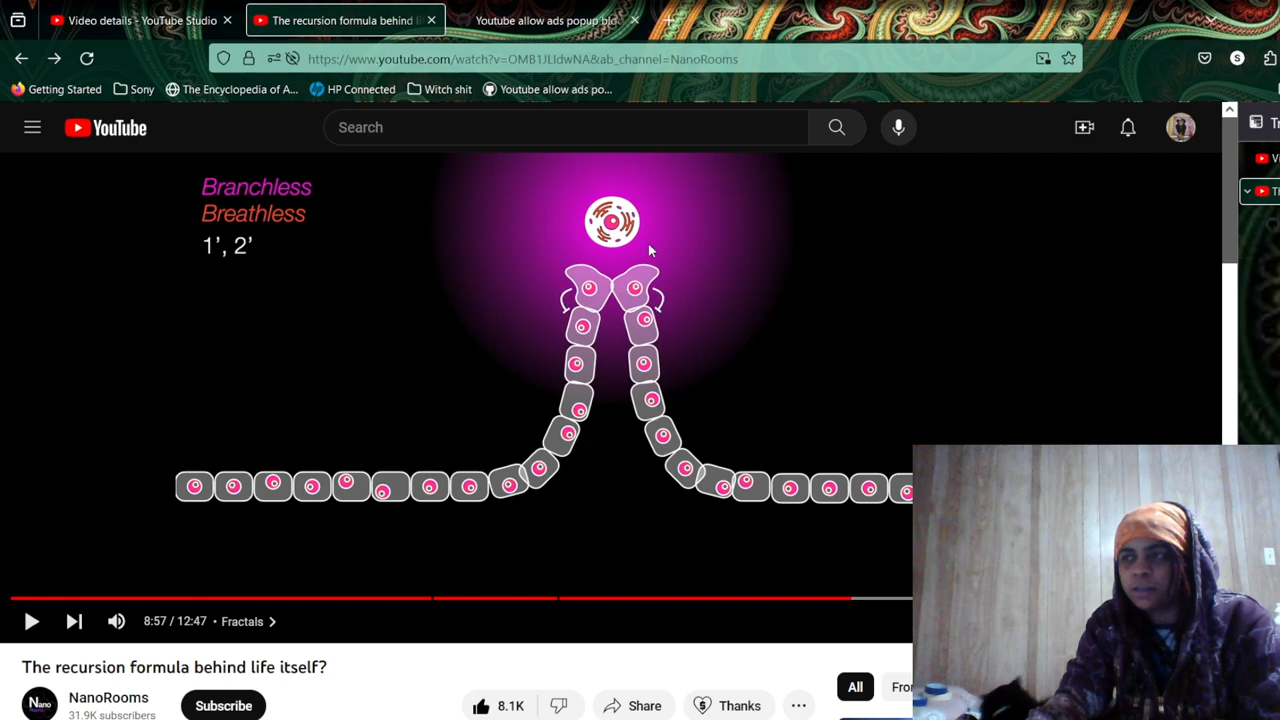 Video details - YouTube Studio
The recursion formula behind l
Youtube allow ads popup blo
https://www.youtube.com/watch?v=OMB1JLIdwNA&ab_channel=NanoRooms
S
Getting Started
Sony
The Encyclopedia of A...
HP Connected
Witch shit
Youtube allow ads po...
YouTube
Search
Branchless
Breathless
1’, 2’
8:57 / 12:47 • Fractals
The recursion formula behind life itself?
Nano
NanoRooms
31.9K subscribers
Subscribe
8.1K
Share
Thanks
All